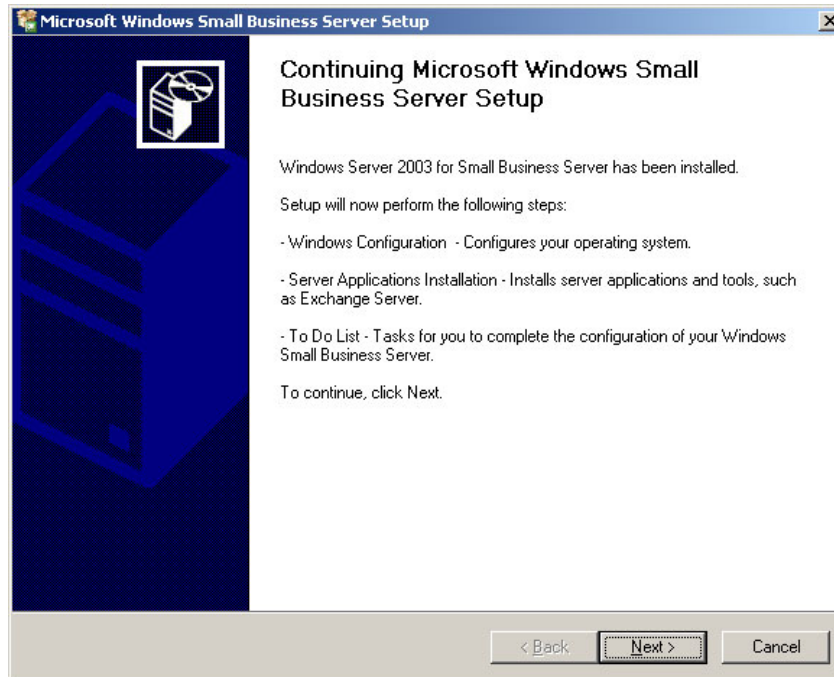 Microsoft Windows Small Business Server Setup
Continuing Microsoft Windows Small
Business Server Setup
Windows Server 2003 for Small Business Server has been installed.
Setup will now perform the following steps:
- Windows Configuration - Configures your operating system.
- Server Applications Installation - Installs server applications and tools, such
as Exchange Server.
- To Do List - Tasks for you to complete the configuration of your Windows
Small Business Server.
To continue, click Next.
< Back Next > Cancel